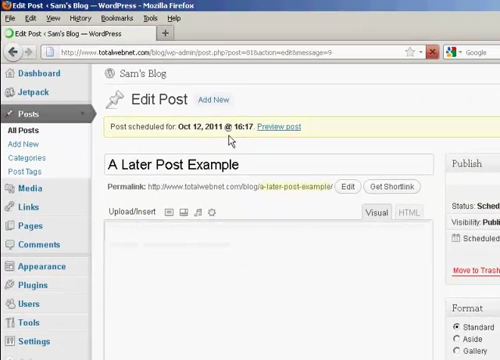 Edit Post ‹ Sam's Blog — WordPress - Mozilla Firefox
File Edit View History Bookmarks Tools Help
Edit Post ‹ Sam's Blog — WordPress
http://www.totalwebnet.com/blog/wp-admin/post.php?post=81&action=edit&message=9
Google
Dashboard
Jetpack
Posts
All Posts
Add New
Categories
Post Tags
Media
Links
Pages
Comments
Appearance
Plugins
Users
Tools
Settings
Sam's Blog
Edit Post Add New
Post scheduled for: Oct 12, 2011 @ 16:17. Preview post
A Later Post Example
Permalink: http://www.totalwebnet.com/blog/a-later-post-example/ Edit Get Shortlink
Upload/Insert Visual HTML
Publish
Status: Sched
Visibility: Publi
Scheduled
Move to Trash
Format
Standard
Aside
Gallery